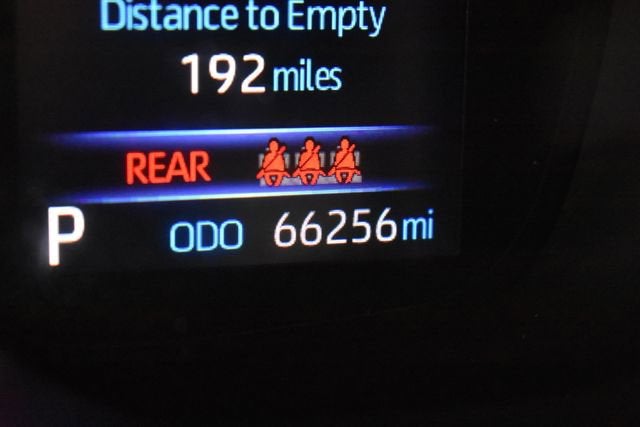 Distance to Empty
192 miles
REAR
P ODO 66256 mi